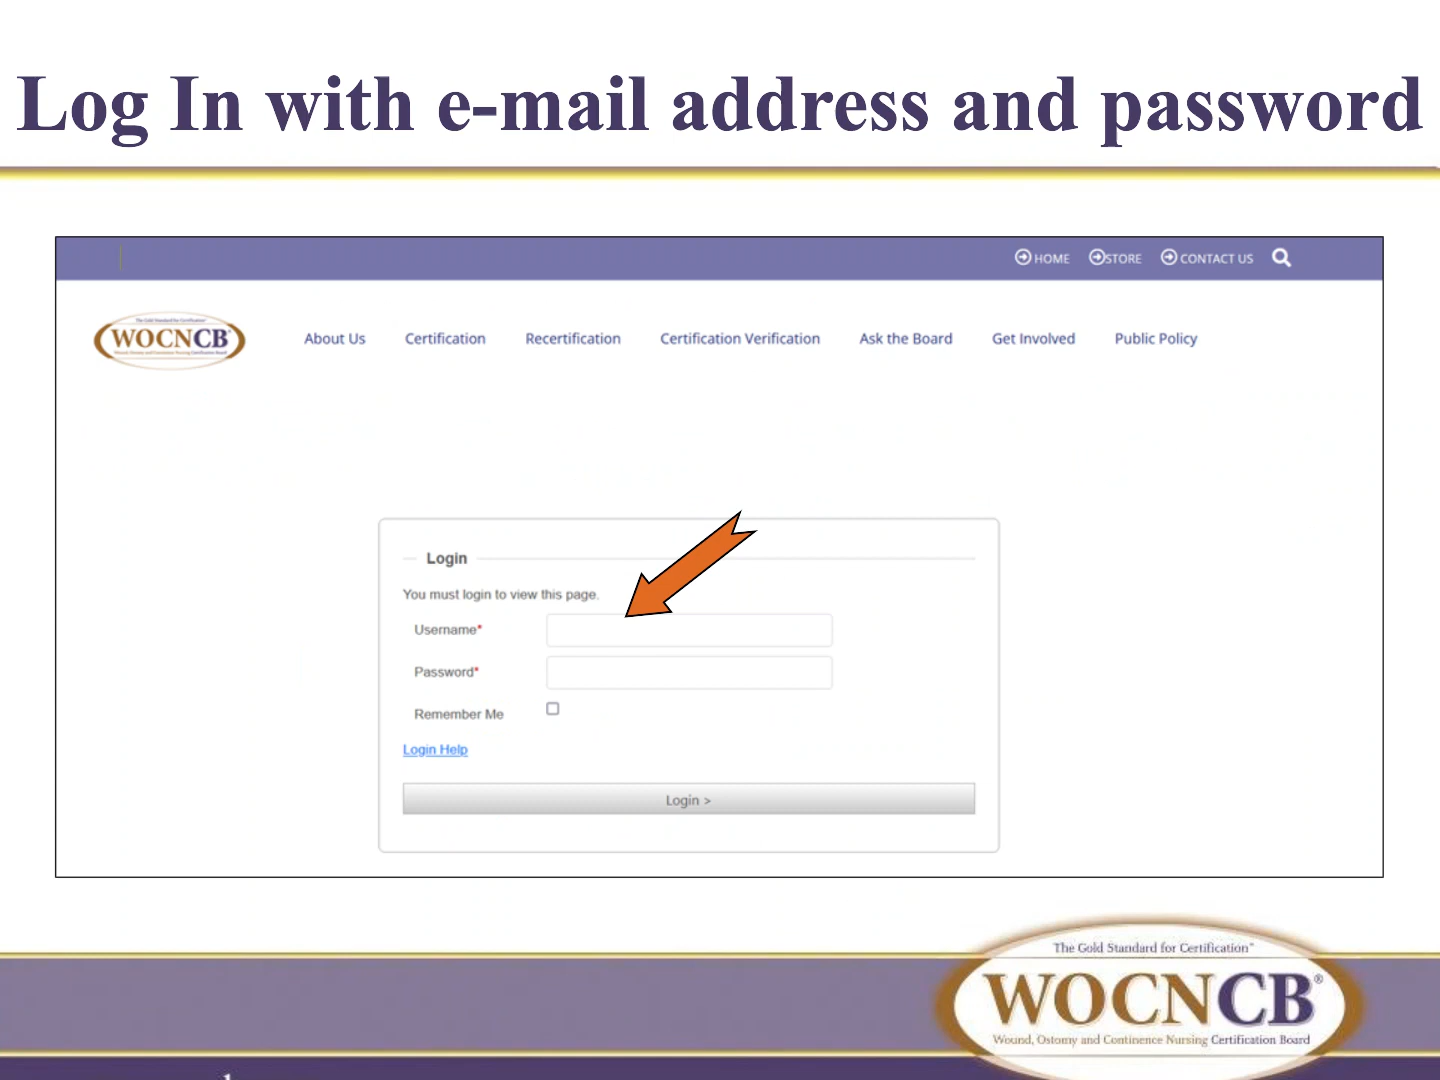 Log In with e-mail address and password
HOME STORE CONTACT US
WOCNCB
About Us Certification Recertification Certification Verification Ask the Board Get Involved Public Policy
Login
You must login to view this page.
Username*
Password*
Remember Me
Login Help
Login >
The Gold Standard for Certification™
WOCNCB®
Wound, Ostomy and Continence Nursing Certification Board